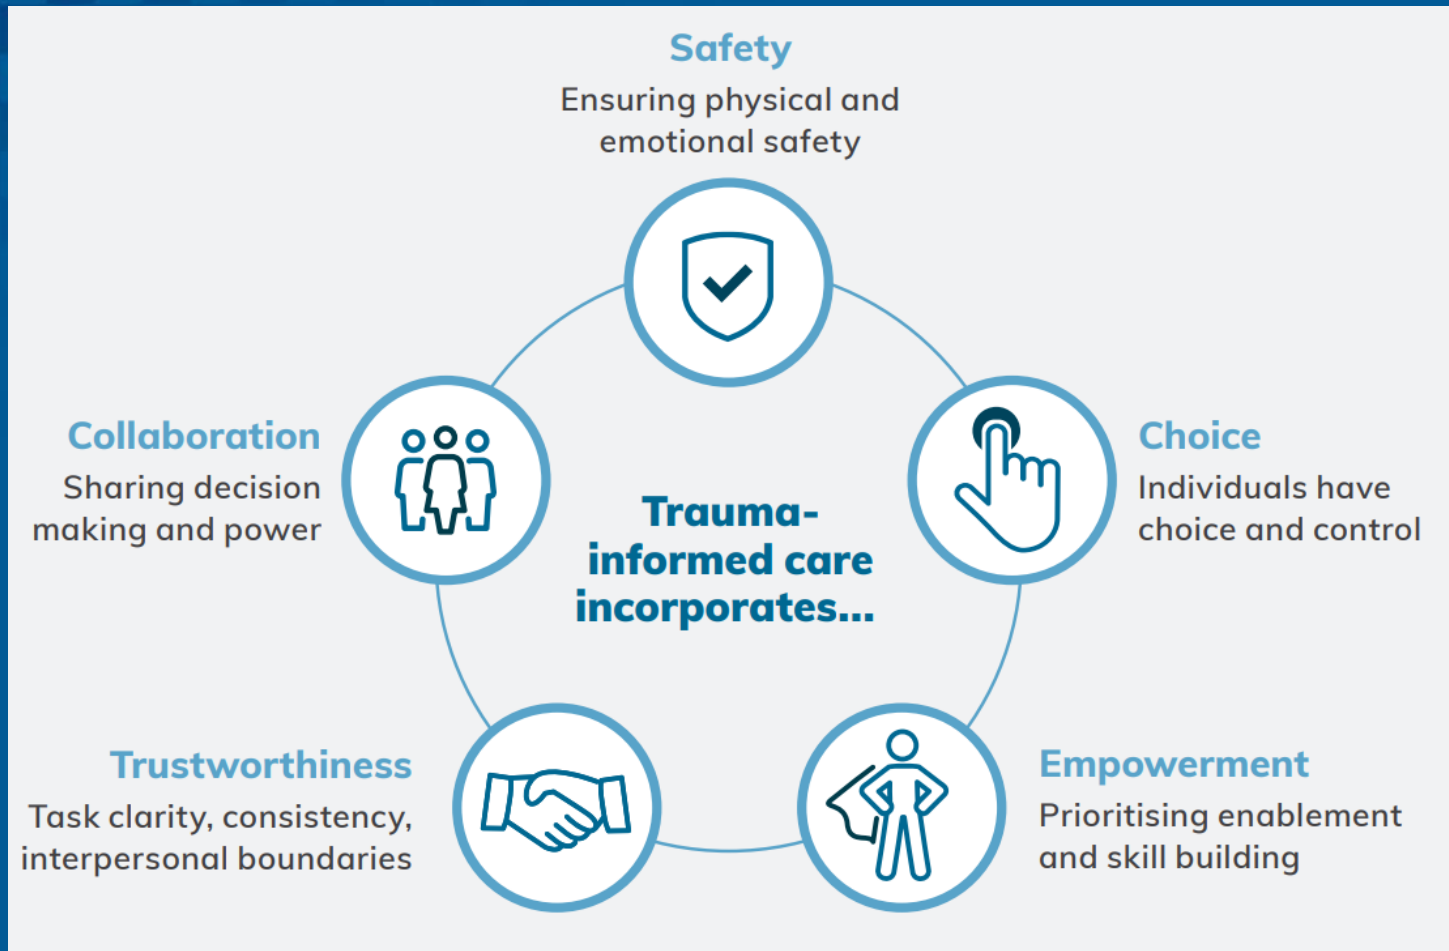 Safety
Ensuring physical and
emotional safety
Choice
Individuals have
choice and control
Empowerment
Prioritising enablement
and skill building
Trustworthiness
Task clarity, consistency,
interpersonal boundaries
Collaboration
Sharing decision
making and power
Trauma-
informed care
incorporates...